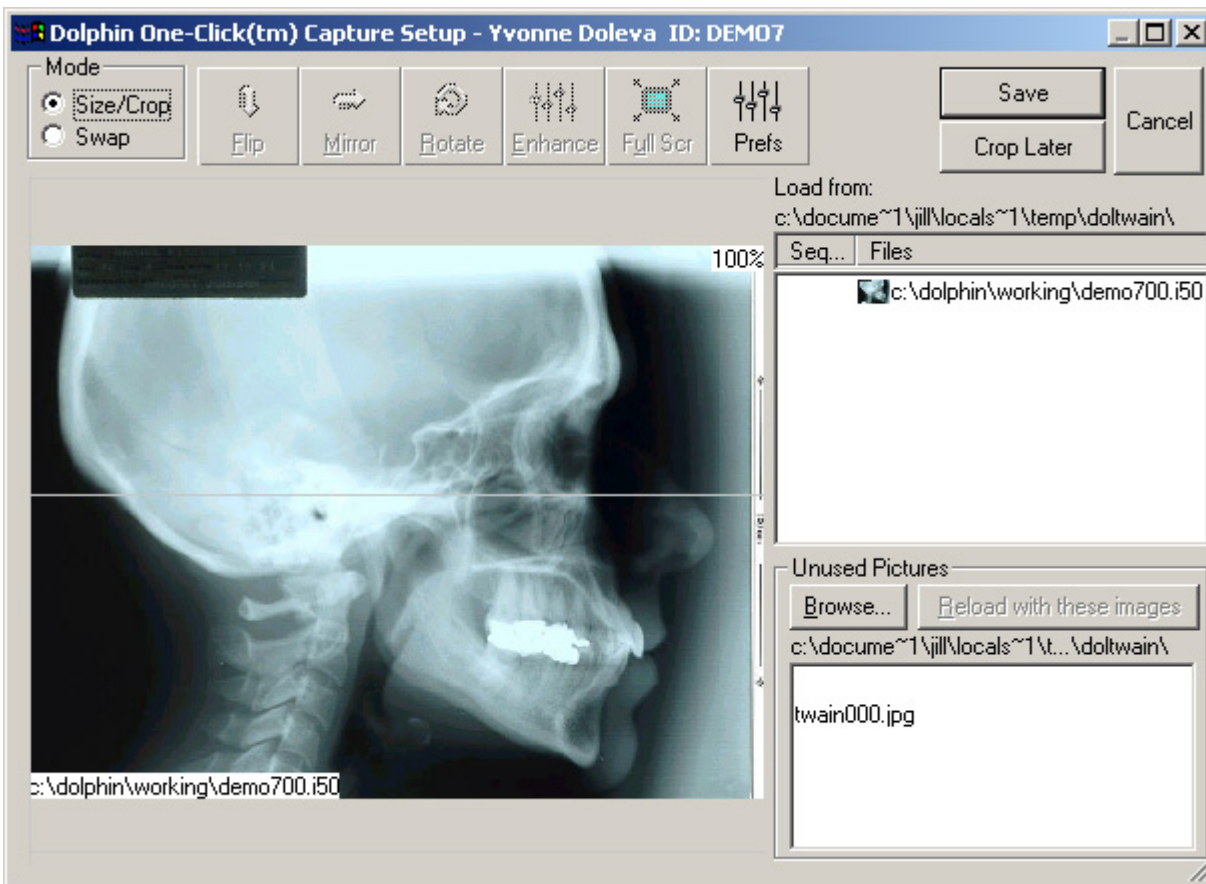 Dolphin One-Click(tm) Capture Setup - Yvonne Doleva ID: DEMO7
Mode
Size/Crop
Swap
Flip
Mirror
Rotate
Enhance
Full Scr
Prefs
Save
Crop Later
Cancel
Load from:
c:\docume~1\jill\locals~1\temp\doltwain\
Seq... Files
c:\dolphin\working\demo700.i50
100%
c:\dolphin\working\demo700.i50
Unused Pictures
Browse...
Reload with these images
c:\docume~1\jill\locals~1\t...\doltwain\
twain000.jpg